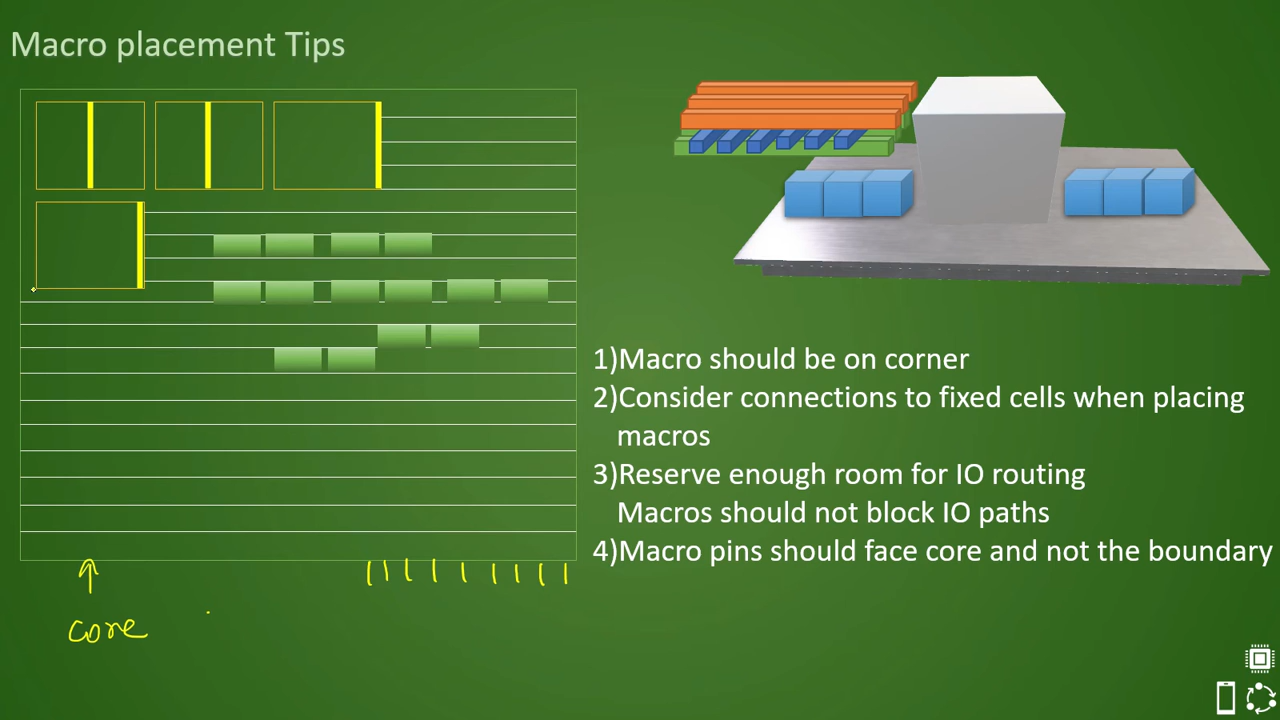 Macro placement Tips
1)Macro should be on corner
2)Consider connections to fixed cells when placing
macros
3)Reserve enough room for IO routing
Macros should not block IO paths
4)Macro pins should face core and not the boundary
core